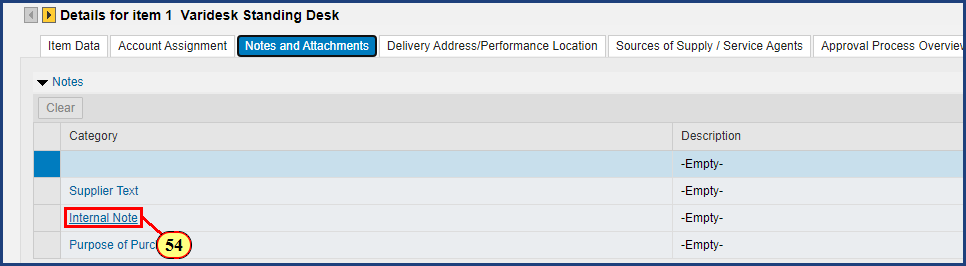 Details for item 1 Varidesk Standing Desk
Item Data Account Assignment Notes and Attachments Delivery Address/Performance Location Sources of Supply / Service Agents Approval Process Overview
Notes
Clear
Category Description
-Empty-
Supplier Text -Empty-
Internal Note -Empty-
54
Purpose of Purc -Empty-